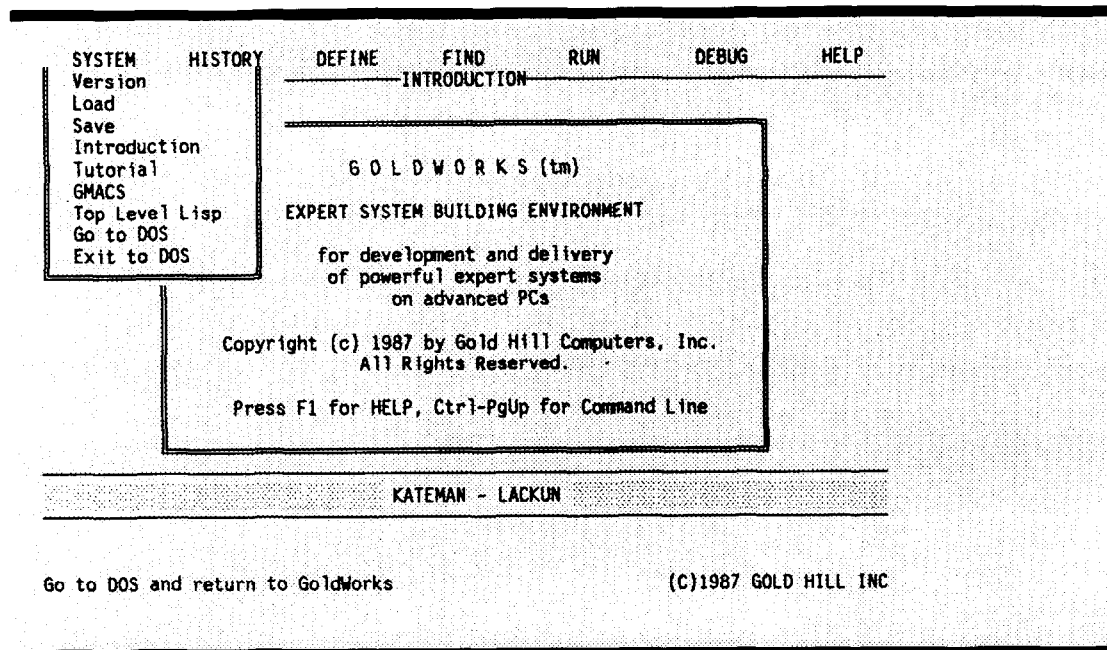 SYSTEM HISTORY DEFINE FIND RUN DEBUG HELP
INTRODUCTION
Version
Load
Save
Introduction
Tutorial
GMACS
Top Level Lisp
Go to DOS
Exit to DOS
G O L D W O R K S (tm)
EXPERT SYSTEM BUILDING ENVIRONMENT
for development and delivery
of powerful expert systems
on advanced PCs
Copyright (c) 1987 by Gold Hill Computers, Inc.
All Rights Reserved.
Press F1 for HELP, Ctrl-PgUp for Command Line
KATEMAN - LACKUN
Go to DOS and return to GoldWorks (C)1987 GOLD HILL INC